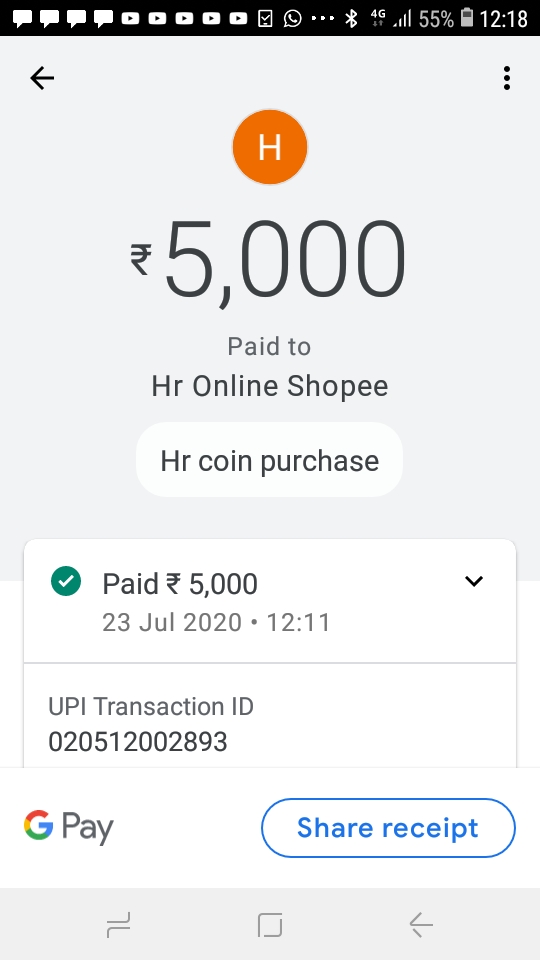 4G 55% 12:18
H
₹5,000
Paid to
Hr Online Shopee
Hr coin purchase
Paid ₹ 5,000
23 Jul 2020 • 12:11
UPI Transaction ID
020512002893
G Pay
Share receipt